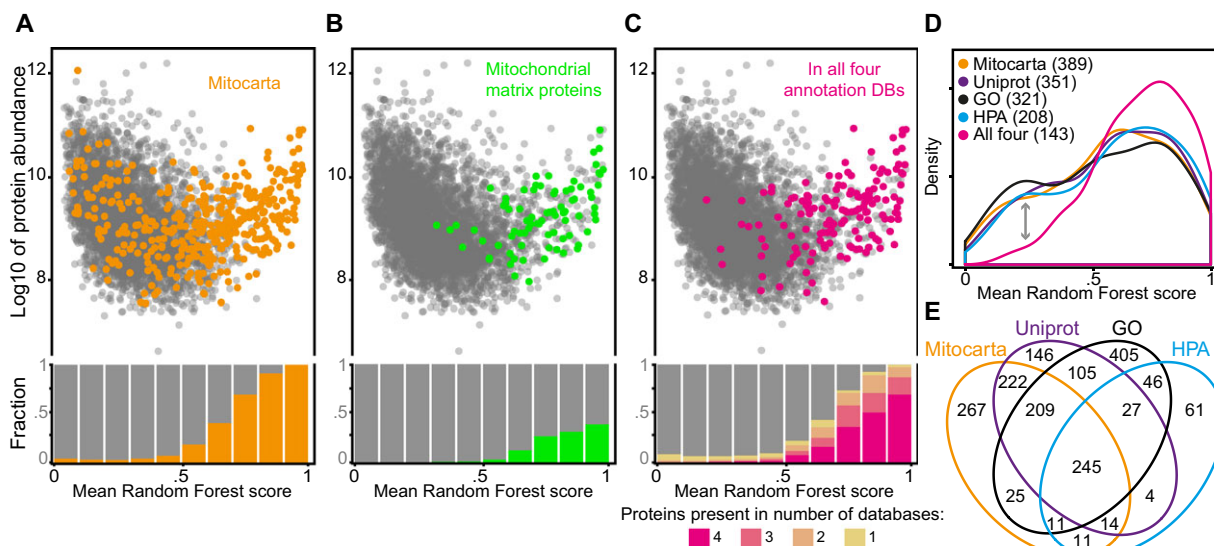 A
B
C
D
Log10 of protein abundance
12
10
8
Mitocarta
12
10
8
Mitochondrial
matrix proteins
12
10
8
In all four
annotation DBs
Mitocarta (389)
Uniprot (351)
GO (321)
HPA (208)
All four (143)
Density
0
.5
1
Mean Random Forest score
Fraction
1
.5
0
0
.5
1
Mean Random Forest score
1
.5
0
0
.5
1
Mean Random Forest score
1
.5
0
0
.5
1
Mean Random Forest score
Proteins present in number of databases:
4
3
2
1
E
Uniprot
GO
Mitocarta
HPA
146
405
222
105
46
267
209
27
61
245
25
4
11
14
11